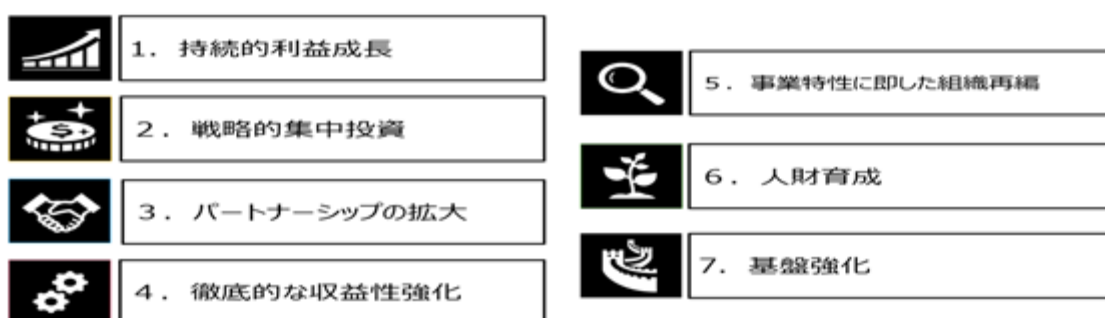 1. 持続的利益成長
2. 戦略的集中投資
3. パートナーシップの拡大
4. 徹底的な収益性強化
5. 事業特性に即した組織再編
6. 人財育成
7. 基盤強化